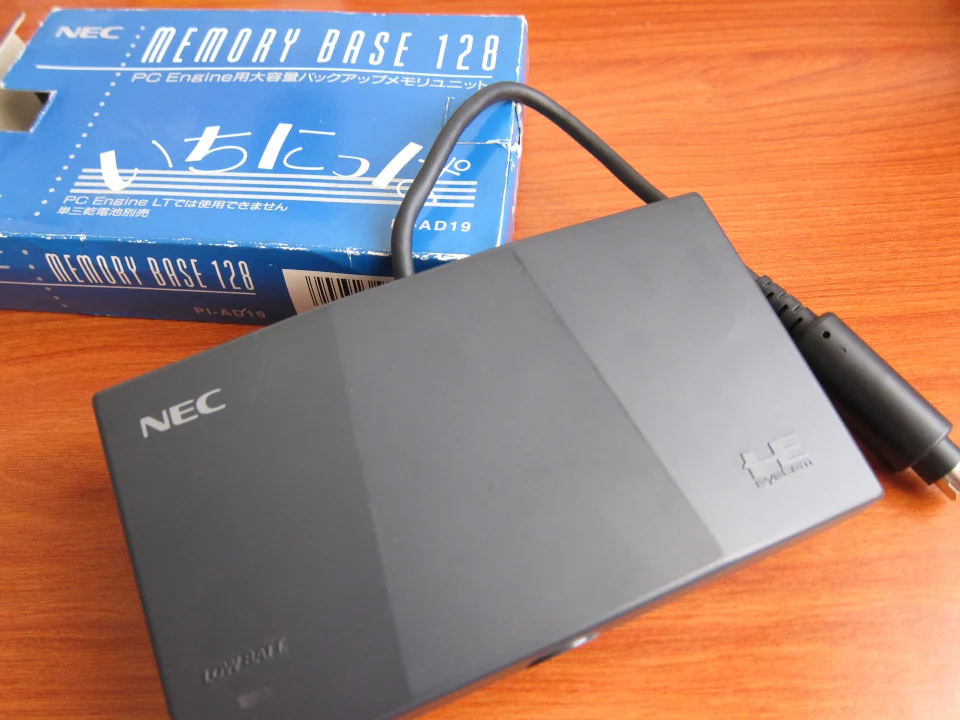 NEC
MEMORY BASE 128
PC Engine用大容量バックアップメモリユニット
PC Engine LTでは使用できません
単三乾電池別売
-AD19
MEMORY BASE 128
PI-AD19
NEC
HE
SYSTEM
LOW BATT.